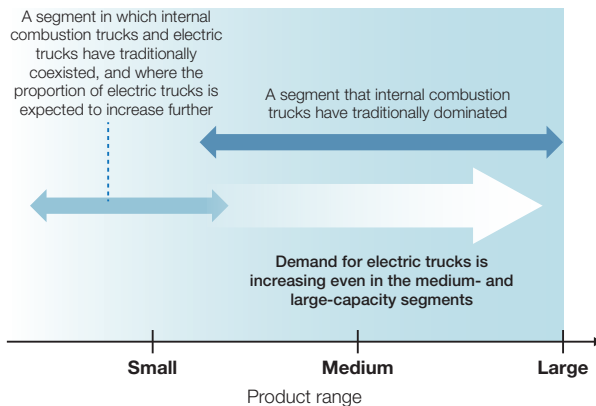 A segment in which internal
combustion trucks and electric
trucks have traditionally
coexisted, and where the
proportion of electric trucks is
expected to increase further
A segment that internal combustion
trucks have traditionally dominated
Demand for electric trucks is
increasing even in the medium- and
large-capacity segments
Small
Medium
Large
Product range